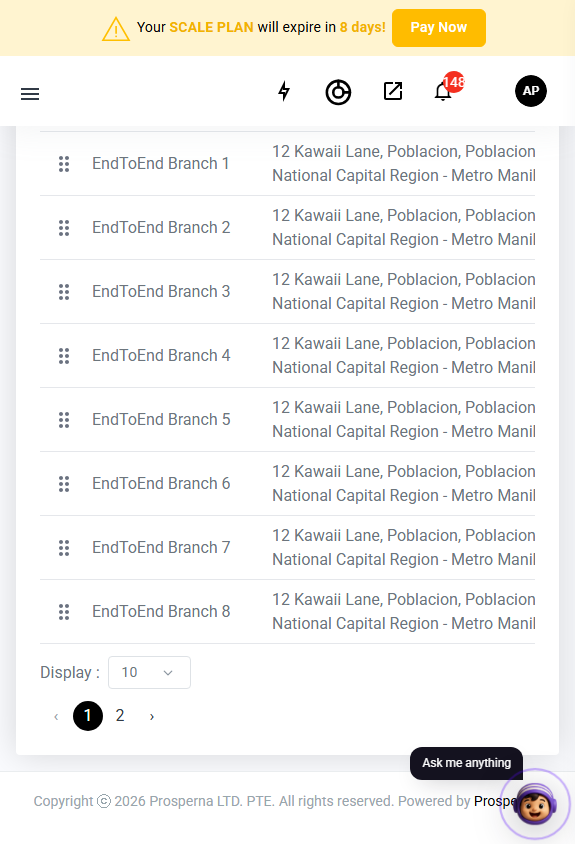 Your SCALE PLAN will expire in 8 days!
Pay Now
148
AP
EndToEnd Branch 1
12 Kawaii Lane, Poblacion, Poblacion
National Capital Region - Metro Manil
EndToEnd Branch 2
12 Kawaii Lane, Poblacion, Poblacion
National Capital Region - Metro Manil
EndToEnd Branch 3
12 Kawaii Lane, Poblacion, Poblacion
National Capital Region - Metro Manil
EndToEnd Branch 4
12 Kawaii Lane, Poblacion, Poblacion
National Capital Region - Metro Manil
EndToEnd Branch 5
12 Kawaii Lane, Poblacion, Poblacion
National Capital Region - Metro Manil
EndToEnd Branch 6
12 Kawaii Lane, Poblacion, Poblacion
National Capital Region - Metro Manil
EndToEnd Branch 7
12 Kawaii Lane, Poblacion, Poblacion
National Capital Region - Metro Manil
EndToEnd Branch 8
12 Kawaii Lane, Poblacion, Poblacion
National Capital Region - Metro Manil
Display : 10
‹ 1 2 ›
Ask me anything
Copyright ⓒ 2026 Prosperna LTD. PTE. All rights reserved. Powered by Prospe